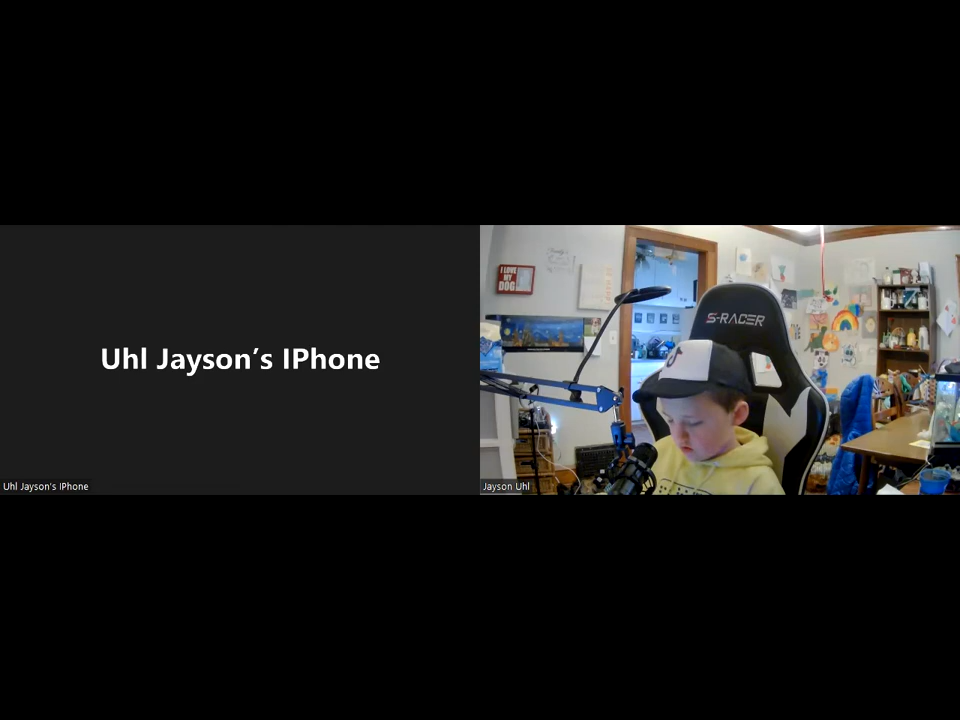 Uhl Jayson's IPhone
Uhl Jayson's IPhone
I LOVE
MY
DOG
S-RACER
Jayson Uhl